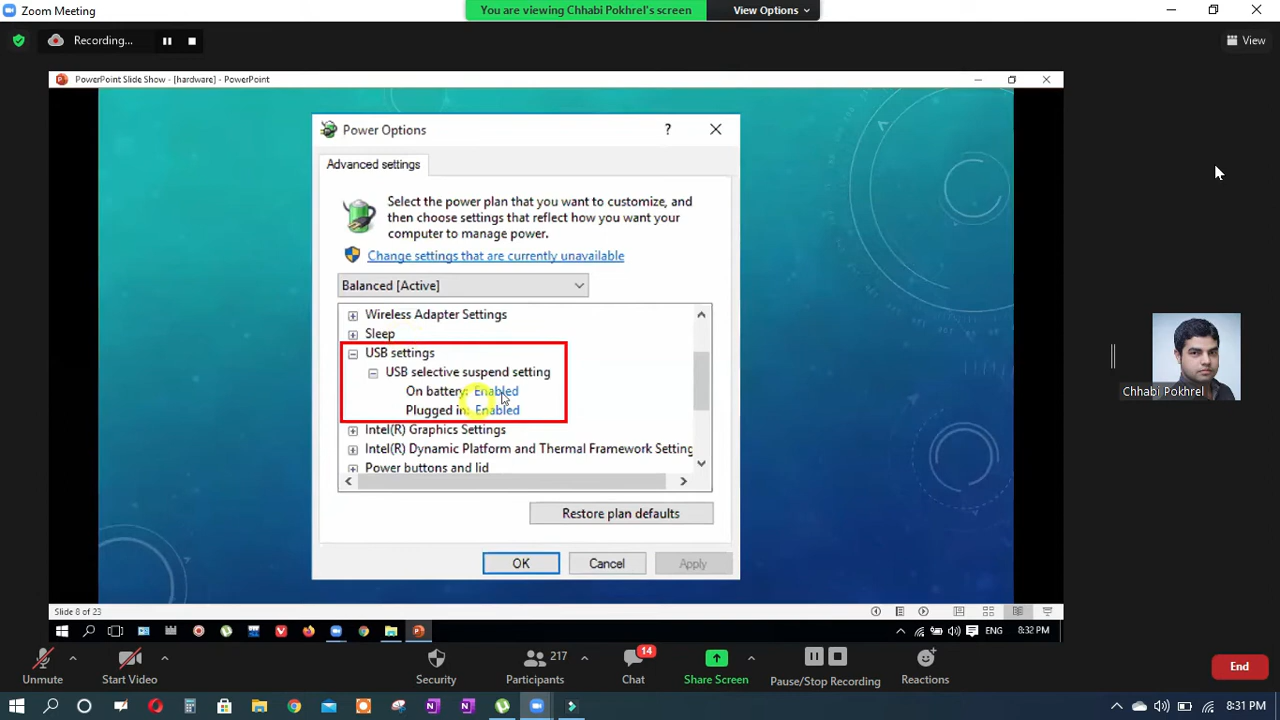 Zoom Meeting
You are viewing Chhabi Pokhrel's screen
View Options
Recording...
View
PowerPoint Slide Show - [hardware] - PowerPoint
Power Options
?
Advanced settings
Select the power plan that you want to customize, and
then choose settings that reflect how you want your
computer to manage power.
Change settings that are currently unavailable
Balanced [Active]
Wireless Adapter Settings
Sleep
USB settings
USB selective suspend setting
On battery: Enabled
Plugged in: Enabled
Intel(R) Graphics Settings
Intel(R) Dynamic Platform and Thermal Framework Setting
Power buttons and lid
Restore plan defaults
OK
Cancel
Apply
Chhabi Pokhrel
Slide 8 of 23
ENG
8:32 PM
Unmute
Start Video
Security
217
Participants
14
Chat
Share Screen
Pause/Stop Recording
Reactions
End
ENG
8:31 PM